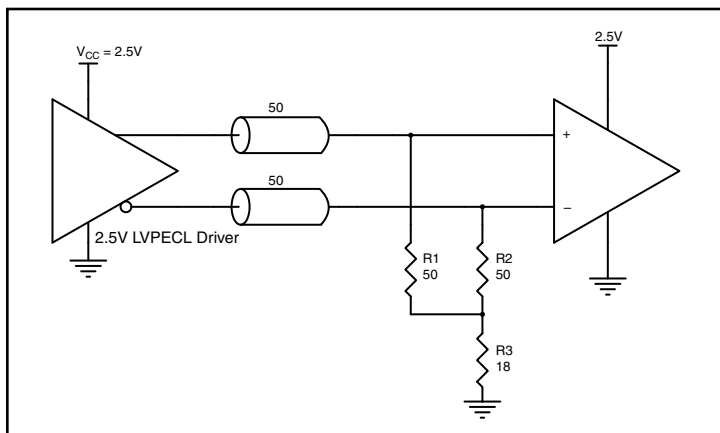 V_CC = 2.5V
2.5V
50
+
50
−
2.5V LVPECL Driver
R1
50
R2
50
R3
18